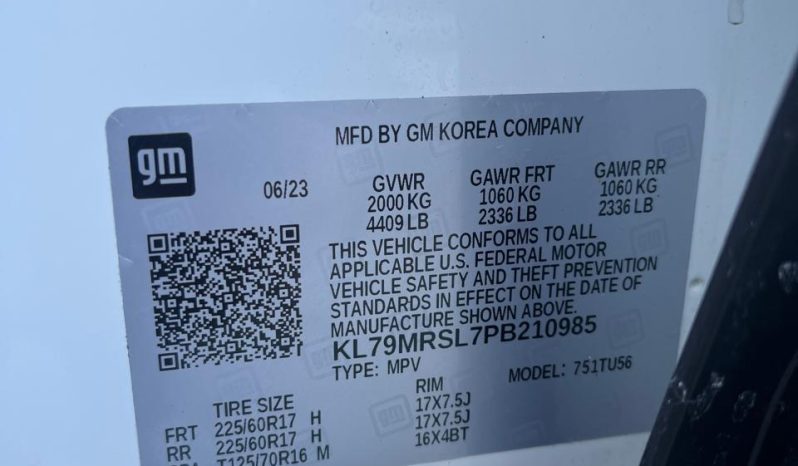 gm
MFD BY GM KOREA COMPANY
06/23 GVWR GAWR FRT GAWR RR
2000 KG 1060 KG 1060 KG
4409 LB 2336 LB 2336 LB
THIS VEHICLE CONFORMS TO ALL
APPLICABLE U.S. FEDERAL MOTOR
VEHICLE SAFETY AND THEFT PREVENTION
STANDARDS IN EFFECT ON THE DATE OF
MANUFACTURE SHOWN ABOVE.
KL79MRSL7PB210985
TYPE: MPV MODEL: 751TU56
TIRE SIZE RIM
FRT 225/60R17 H 17X7.5J
RR 225/60R17 H 17X7.5J
T125/70R16 M 16X4BT